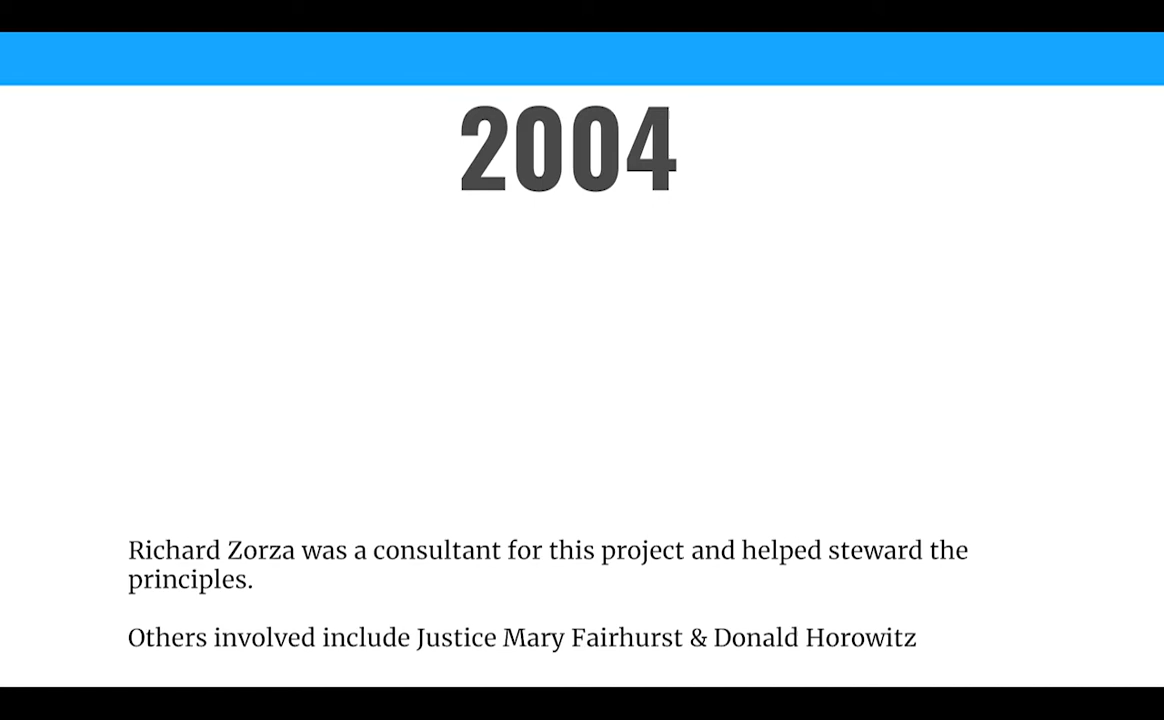 2004
Richard Zorza was a consultant for this project and helped steward the
principles.
Others involved include Justice Mary Fairhurst & Donald Horowitz